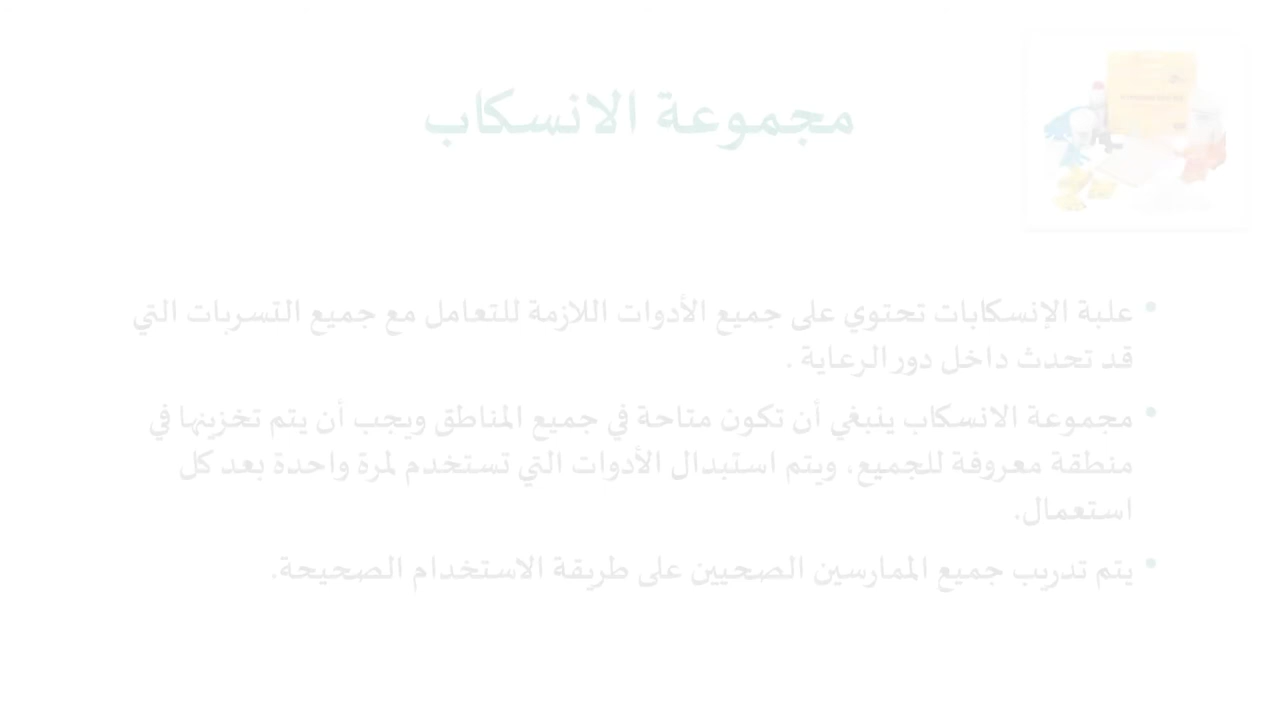 مجموعة الانسكاب
• علبة الإنسكابات تحتوي على جميع الأدوات اللازمة للتعامل مع جميع التسربات التي
قد تحدث داخل دور الرعاية .
• مجموعة الانسكاب ينبغي أن تكون متاحة في جميع المناطق ويجب أن يتم تخزينها في
منطقة معروفة للجميع، ويتم استبدال الأدوات التي تستخدم لمرة واحدة بعد كل
استعمال.
• يتم تدريب جميع الممارسين الصحيين على طريقة الاستخدام الصحيحة.